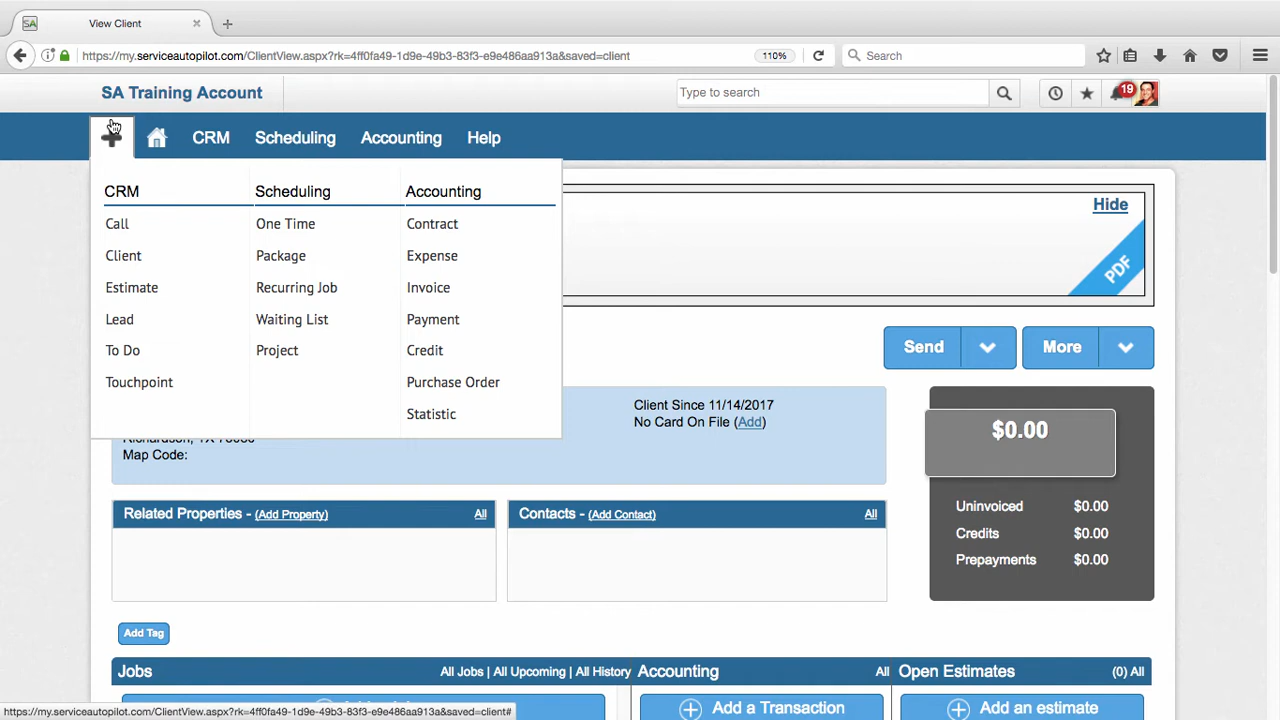 SA View Client
https://my.serviceautopilot.com/ClientView.aspx?rk=4ff0fa49-1d9e-49b3-83f3-e9e486aa913a&saved=client 110% Search
SA Training Account Type to search 19
CRM Scheduling Accounting Help
CRM Scheduling Accounting
Call One Time Contract
Client Package Expense
Estimate Recurring Job Invoice
Lead Waiting List Payment
To Do Project Credit
Touchpoint Purchase Order
Statistic
Hide
PDF
Send More
Client Since 11/14/2017
No Card On File (Add)
Map Code:
$0.00
Uninvoiced $0.00
Credits $0.00
Prepayments $0.00
Related Properties - (Add Property) All
Contacts - (Add Contact) All
Add Tag
Jobs All Jobs | All Upcoming | All History
Accounting All
Open Estimates (0) All
Add a Transaction
Add an estimate
https://my.serviceautopilot.com/ClientView.aspx?rk=4ff0fa49-1d9e-49b3-83f3-e9e486aa913a&saved=client#